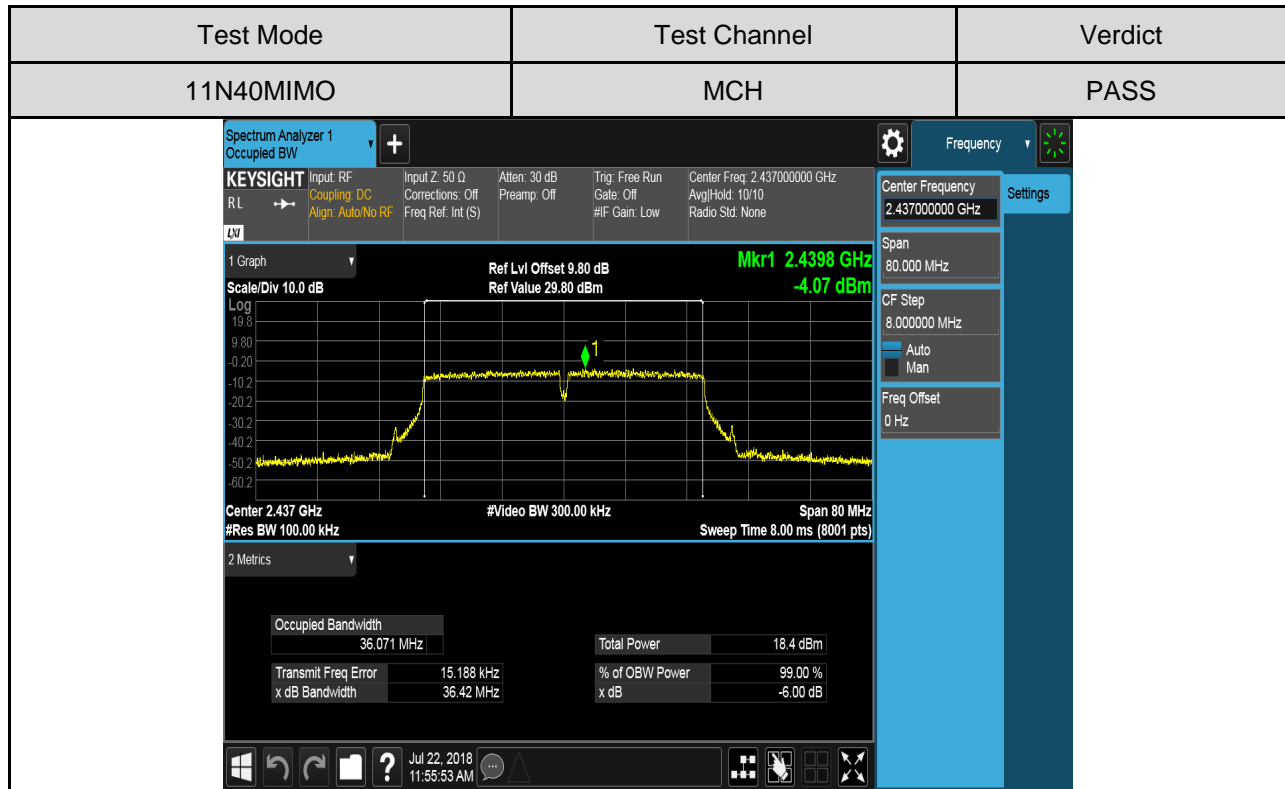 Test Mode Test Channel Verdict
11N40MIMO MCH PASS
Spectrum Analyzer 1
Occupied BW
+
Frequency
KEYSIGHT Input: RF Input Z: 50 Ω Atten: 30 dB Trig: Free Run Center Freq: 2.437000000 GHz
RL Coupling: DC Corrections: Off Preamp: Off Gate: Off Avg|Hold: 10/10
Align: Auto/No RF Freq Ref: Int (S) #IF Gain: Low Radio Std: None
LXI
Center Frequency
2.437000000 GHz
Settings
Span
80.000 MHz
CF Step
8.000000 MHz
Auto
Man
Freq Offset
0 Hz
1 Graph Ref Lvl Offset 9.80 dB Mkr1 2.4398 GHz
Scale/Div 10.0 dB Ref Value 29.80 dBm -4.07 dBm
Log
19.8
9.80
1
-0.20
-10.2
-20.2
-30.2
-40.2
-50.2
-60.2
Center 2.437 GHz #Video BW 300.00 kHz Span 80 MHz
#Res BW 100.00 kHz Sweep Time 8.00 ms (8001 pts)
2 Metrics
Occupied Bandwidth
36.071 MHz Total Power 18.4 dBm
Transmit Freq Error 15.188 kHz % of OBW Power 99.00 %
x dB Bandwidth 36.42 MHz x dB -6.00 dB
? Jul 22, 2018
11:55:53 AM